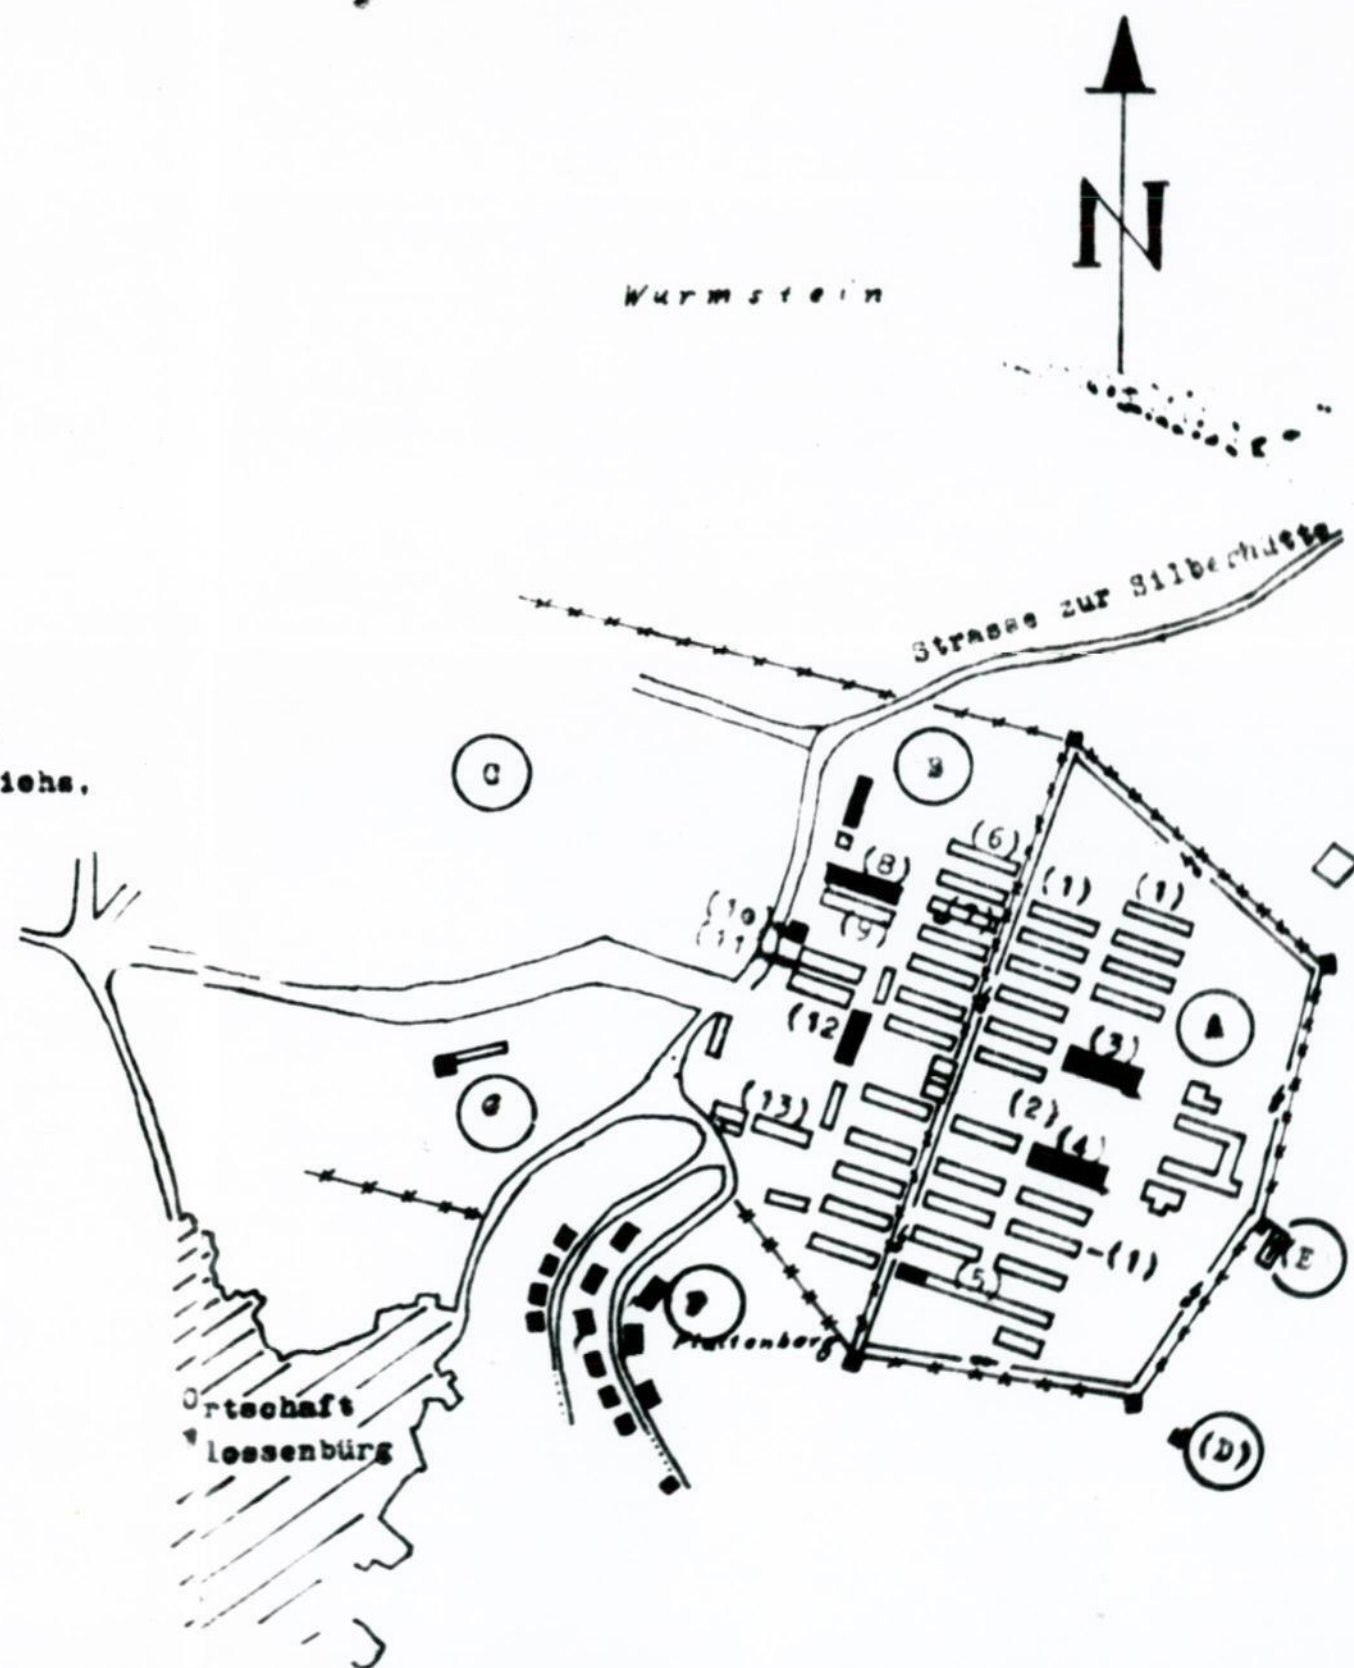 N
Wurmstein
Strasse zur Silberhütte
iehs.
C
B
(6)
(8)
(1)
(1)
(7)
(9)
(10
(11
A
(12
(3)
G
(13)
(2)
(4)
(E
-(1)
(5)
Plattenberg
Ortschaft
lossenbürg
(D)